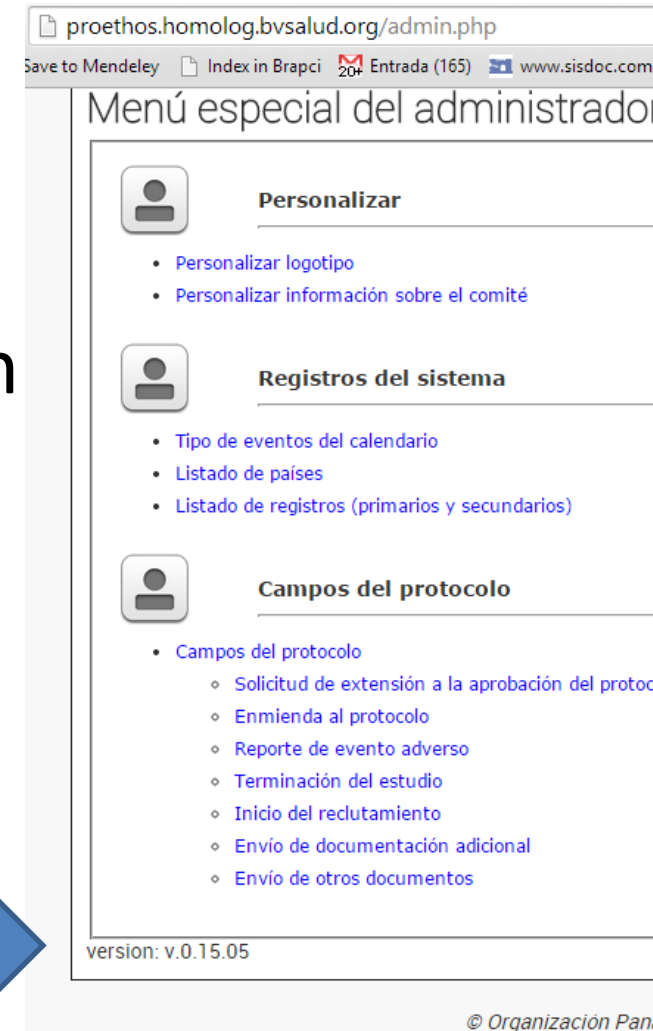 proethos.homolog.bvsalud.org/admin.php
Save to Mendeley Index in Brapci 20+ Entrada (165) www.sisdoc.com
Menú especial del administrador
Personalizar
• Personalizar logotipo
• Personalizar información sobre el comité
n
Registros del sistema
• Tipo de eventos del calendario
• Listado de países
• Listado de registros (primarios y secundarios)
Campos del protocolo
• Campos del protocolo
Solicitud de extensión a la aprobación del protoc
Enmienda al protocolo
Reporte de evento adverso
Terminación del estudio
Inicio del reclutamiento
Envío de documentación adicional
Envío de otros documentos
version: v.0.15.05
© Organización Pan